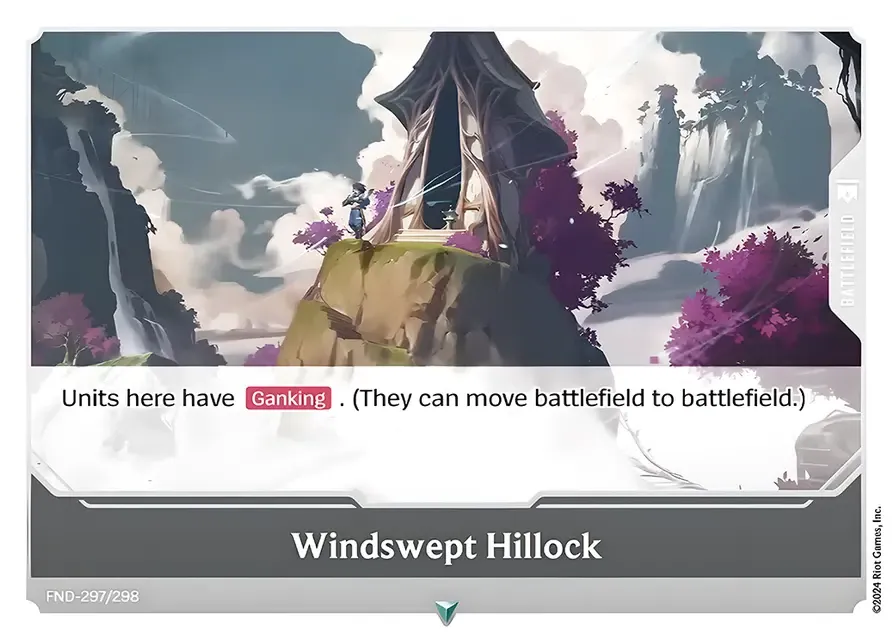 BATTLEFIELD
Units here have Ganking . (They can move battlefield to battlefield.)
Windswept Hillock
FND-297/298
©2024 Riot Games, Inc.